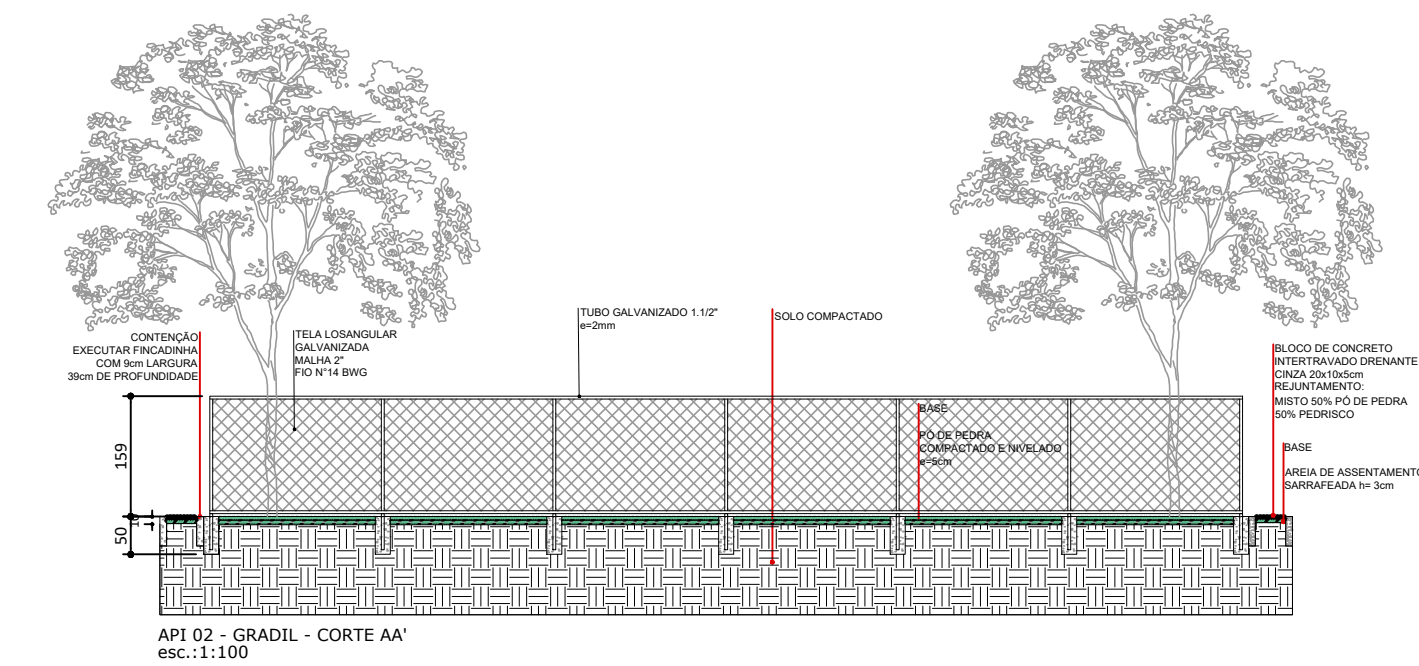 CONTENÇÃO
EXECUTAR FINCADINHA
COM 9cm LARGURA
39cm DE PROFUNDIDADE
TELA LOSANGULAR
GALVANIZADA
MALHA 2"
FIO N°14 BWG
TUBO GALVANIZADO 1.1/2"
e=2mm
SOLO COMPACTADO
BLOCO DE CONCRETO
INTERTRAVADO DRENANTE
CINZA 20x10x5cm
REJUNTAMENTO:
MISTO 50% PÓ DE PEDRA
50% PEDRISCO
BASE
PÓ DE PEDRA
COMPACTADO E NIVELADO
e=5cm
BASE
AREIA DE ASSENTAMENTO
SARRAFEADA h= 3cm
159
50
API 02 - GRADIL - CORTE AA'
esc.:1:100